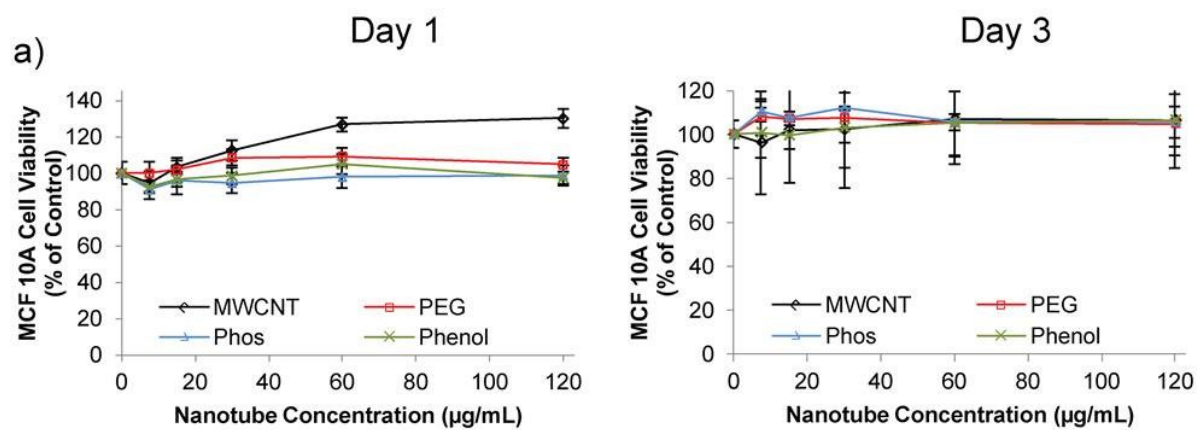 a)
Day 1
MCF 10A Cell Viability
(% of Control)
140
120
100
80
60
40
20
0
MWCNT
PEG
Phos
Phenol
0 20 40 60 80 100 120
Nanotube Concentration (µg/mL)
Day 3
MCF 10A Cell Viability
(% of Control)
120
100
80
60
40
20
0
MWCNT
PEG
Phos
Phenol
0 20 40 60 80 100 120
Nanotube Concentration (µg/mL)